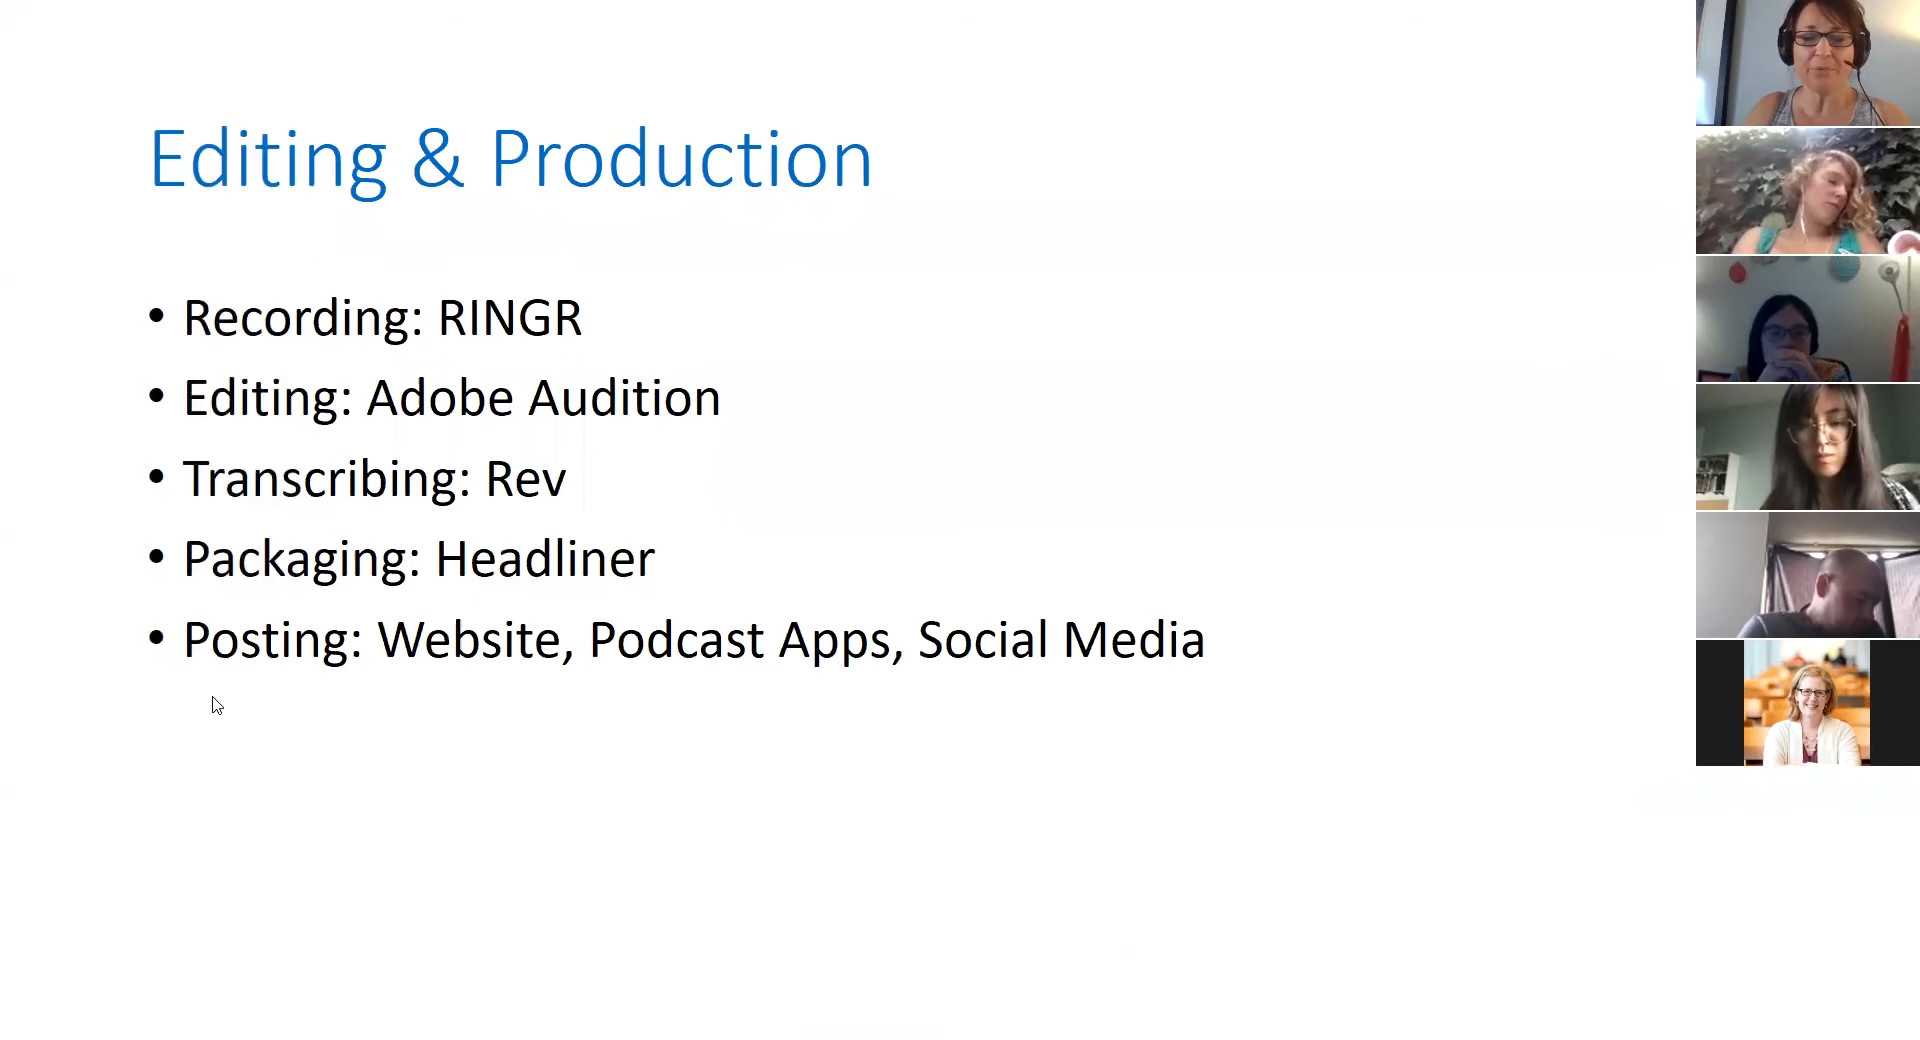 Editing & Production
• Recording: RINGR
• Editing: Adobe Audition
• Transcribing: Rev
• Packaging: Headliner
• Posting: Website, Podcast Apps, Social Media